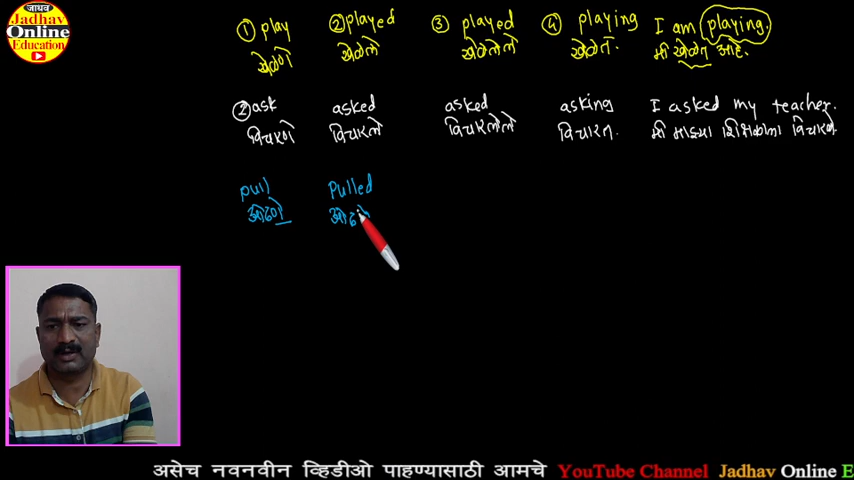 जाधव
Jadhav
Online
Education
① play ② played ③ played ④ playing I am playing.
खेळणे खेळले खेळलेले खेळत. मी खेळत आहे.
② ask asked asked asking I asked my teacher.
विचारणे विचारले विचारलेले विचारत. मी माझ्या शिक्षकांना विचारले.
pull Pulled
ओढणे ओढले
असेच नवनवीन व्हिडीओ पाहण्यासाठी आमचे YouTube Channel Jadhav Online E